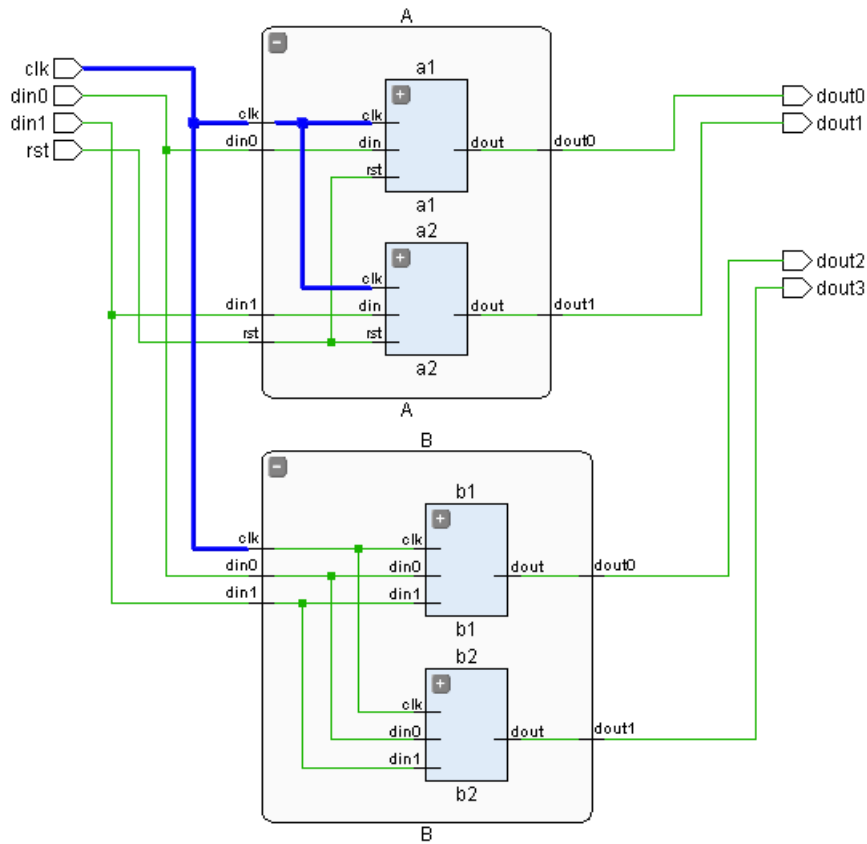 A
clk
din0
din1
rst
a1
clk
clk
din0
din
dout
dout0
rst
a1
a2
clk
din1
din
dout
dout1
rst
rst
a2
A
dout0
dout1
dout2
dout3
B
b1
clk
clk
din0
din0
dout
dout0
din1
din1
b1
b2
clk
din0
dout
dout1
din1
b2
B